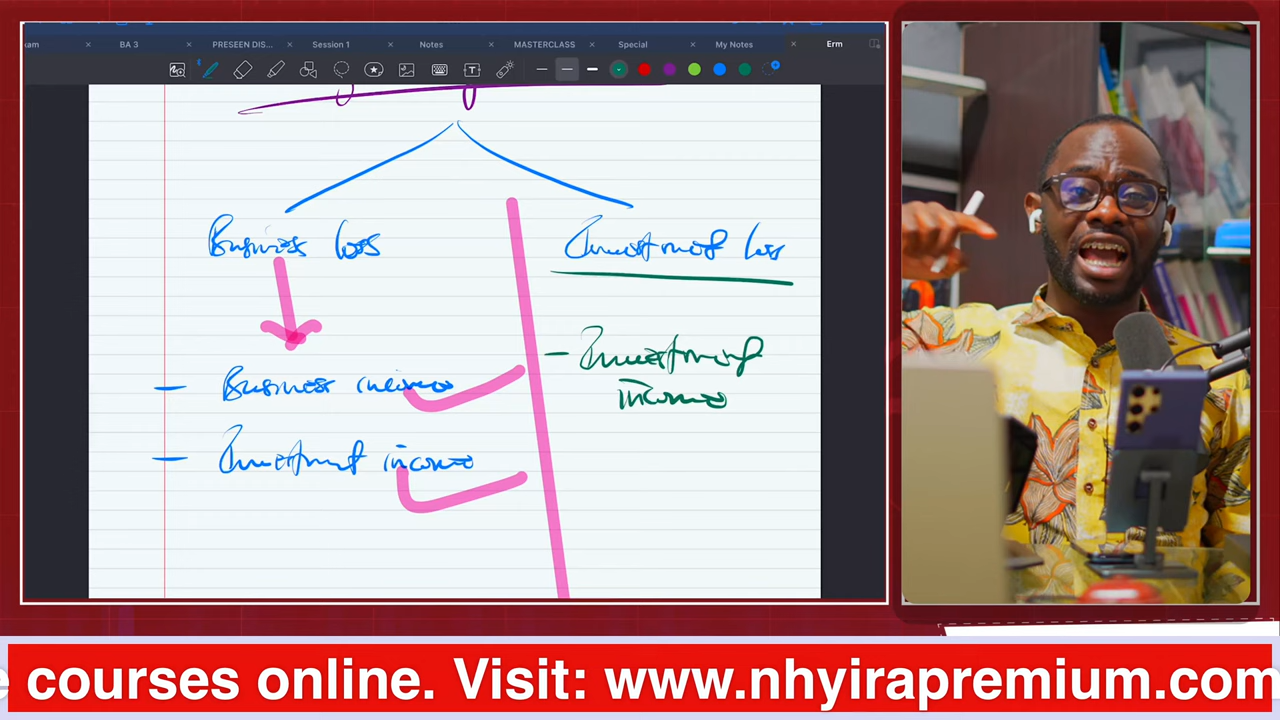 am
BA 3
PRESEEN DIS...
Session 1
Notes
MASTERCLASS
Special
My Notes
Erm
Business loss
Investment loss
– Business income
– Investment income
– Investment
income
courses online. Visit: www.nhyirapremium.com